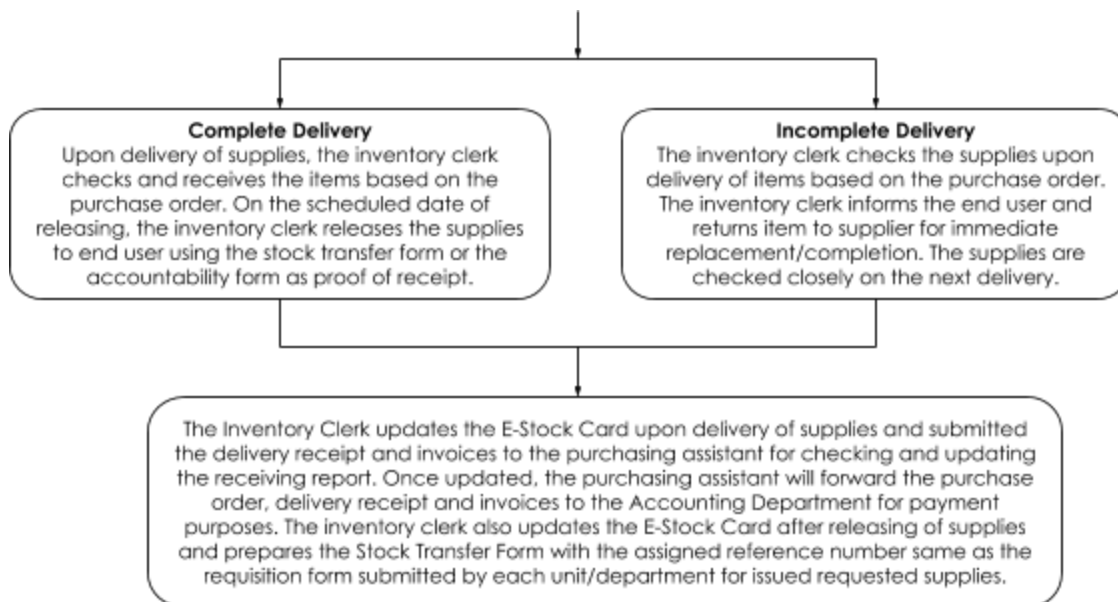 Complete Delivery
Upon delivery of supplies, the inventory clerk
checks and receives the items based on the
purchase order. On the scheduled date of
releasing, the inventory clerk releases the supplies
to end user using the stock transfer form or the
accountability form as proof of receipt.
Incomplete Delivery
The inventory clerk checks the supplies upon
delivery of items based on the purchase order.
The inventory clerk informs the end user and
returns item to supplier for immediate
replacement/completion. The supplies are
checked closely on the next delivery.
The Inventory Clerk updates the E-Stock Card upon delivery of supplies and submitted
the delivery receipt and invoices to the purchasing assistant for checking and updating
the receiving report. Once updated, the purchasing assistant will forward the purchase
order, delivery receipt and invoices to the Accounting Department for payment
purposes. The inventory clerk also updates the E-Stock Card after releasing of supplies
and prepares the Stock Transfer Form with the assigned reference number same as the
requisition form submitted by each unit/department for issued requested supplies.